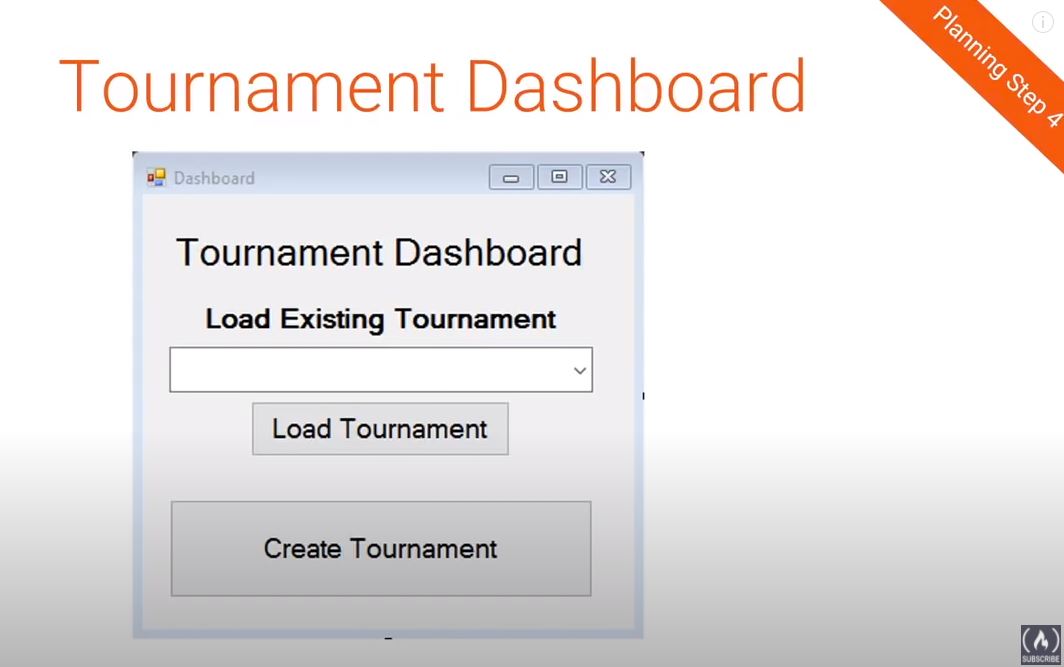 Tournament Dashboard
Planning Step 4
Dashboard
Tournament Dashboard
Load Existing Tournament
Load Tournament
Create Tournament
SUBSCRIBE